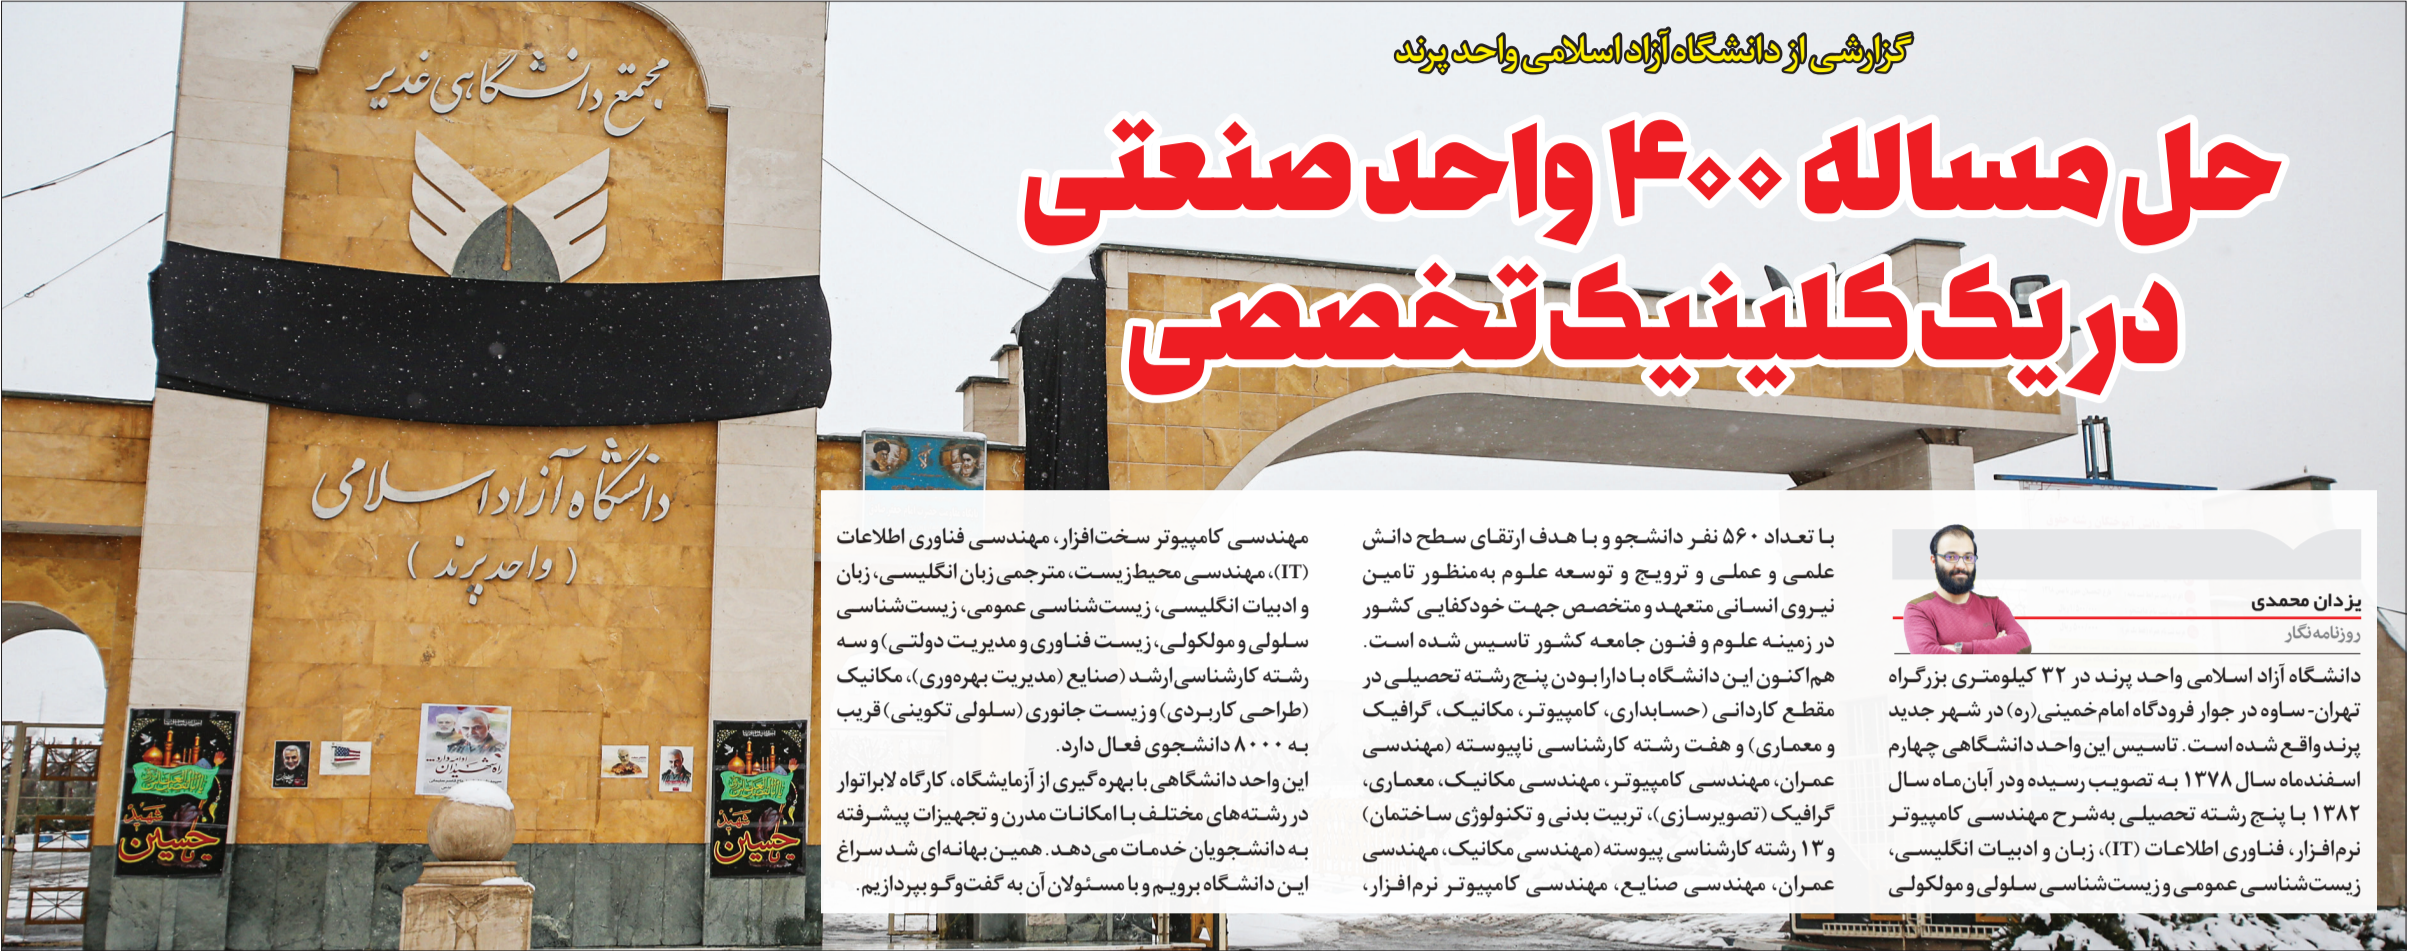 گزارشی از دانشگاه آزاد اسلامی واحد پرند
حل مساله ۴۰۰ واحد صنعتی
در یک کلینیک تخصصی
یزدان محمدی
روزنامه‌نگار
دانشگاه آزاد اسلامی واحد پرند در ۳۲ کیلومتری بزرگراه
تهران- ساوه در جوار فرودگاه امام‌خمینی(ره) در شهر جدید
پرند واقع شده است. تاسیس این واحد دانشگاهی چهارم
اسفندماه سال ۱۳۷۸ به تصویب رسیده ودر آبان‌ماه سال
۱۳۸۲ با پنج رشته تحصیلی به‌شرح مهندسی کامپیوتر
نرم‌افزار، فناوری اطلاعات (IT)، زبان و ادبیات انگلیسی،
زیست‌شناسی عمومی و زیست‌شناسی سلولی و مولکولی
با تعداد ۵۶۰ نفر دانشجو و با هدف ارتقای سطح دانش
علمی و عملی و ترویج و توسعه علوم به‌منظور تامین
نیروی انسانی متعهد و متخصص جهت خودکفایی کشور
در زمینه علوم و فنون جامعه کشور تاسیس شده است.
هم‌اکنون این دانشگاه با دارا بودن پنج رشته تحصیلی در
مقطع کاردانی (حسابداری، کامپیوتر، مکانیک، گرافیک
و معماری) و هفت رشته کارشناسی ناپیوسته (مهندسی
عمران، مهندسی کامپیوتر، مهندسی مکانیک، معماری،
گرافیک (تصویرسازی)، تربیت بدنی و تکنولوژی ساختمان)
و ۱۳ رشته کارشناسی پیوسته (مهندسی مکانیک، مهندسی
عمران، مهندسی صنایع، مهندسی کامپیوتر نرم‌افزار،
مهندسی کامپیوتر سخت‌افزار، مهندسی فناوری اطلاعات
(IT)، مهندسی محیط‌زیست، مترجمی زبان انگلیسی، زبان
و ادبیات انگلیسی، زیست‌شناسی عمومی، زیست‌شناسی
سلولی و مولکولی، زیست فناوری و مدیریت دولتی) و سه
رشته کارشناسی‌ارشد (صنایع (مدیریت بهره‌وری)، مکانیک
(طراحی کاربردی) و زیست جانوری (سلولی تکوینی) قریب
به ۸۰۰۰ دانشجوی فعال دارد.
این واحد دانشگاهی با بهره گیری از آزمایشگاه، کارگاه لابراتوار
در رشته‌های مختلف با امکانات مدرن و تجهیزات پیشرفته
به دانشجویان خدمات می‌دهد. همین بهانه‌ای شد سراغ
این دانشگاه برویم و با مسئولان آن به گفت‌وگو بپردازیم.
مجتمع دانشگاهی غدیر
دانشگاه آزاد اسلامی
( واحد پرند )
شهید
حسین
شهید
حسین